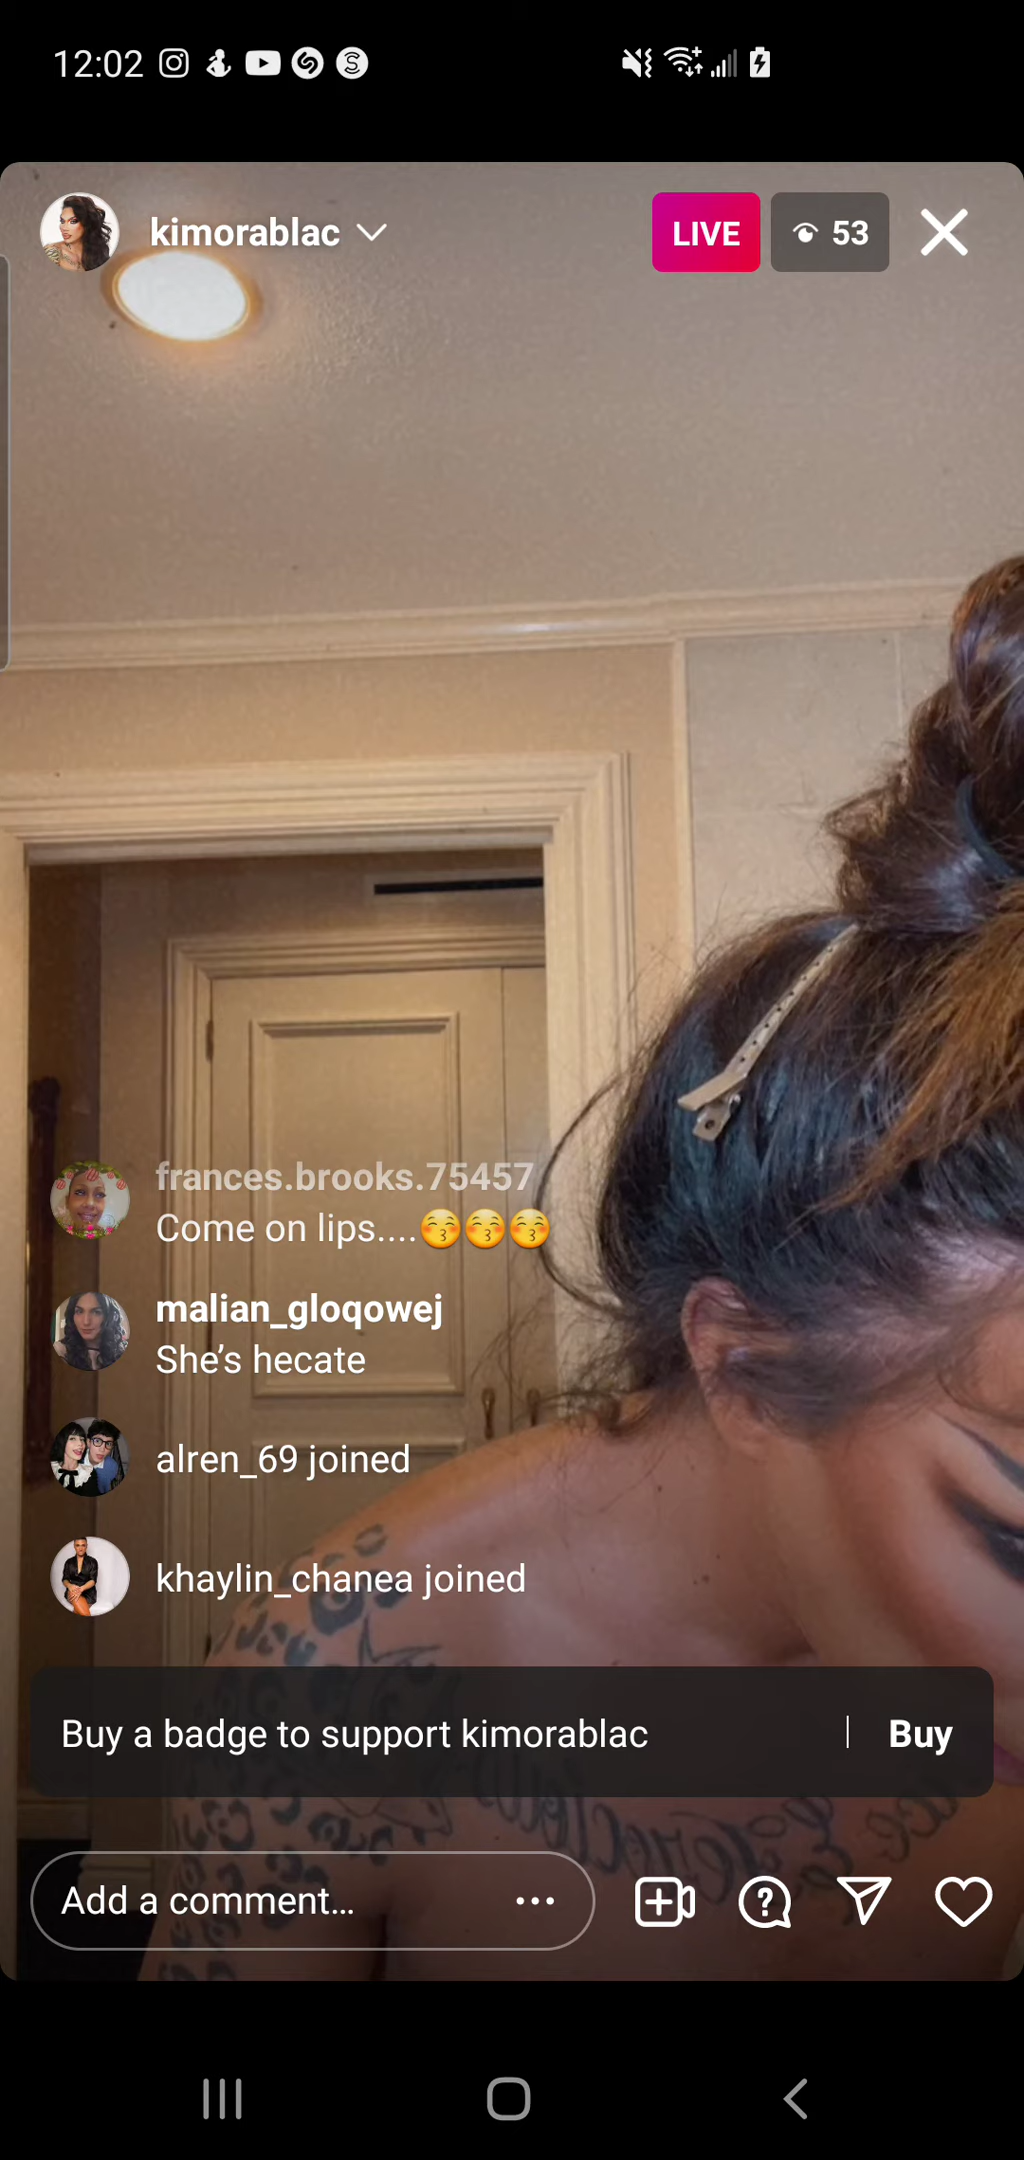 12:02
kimorablac
LIVE
53
frances.brooks.75457
Come on lips....😚😚😚
malian_gloqowej
She’s hecate
alren_69 joined
khaylin_chanea joined
Buy a badge to support kimorablac
Buy
Add a comment...